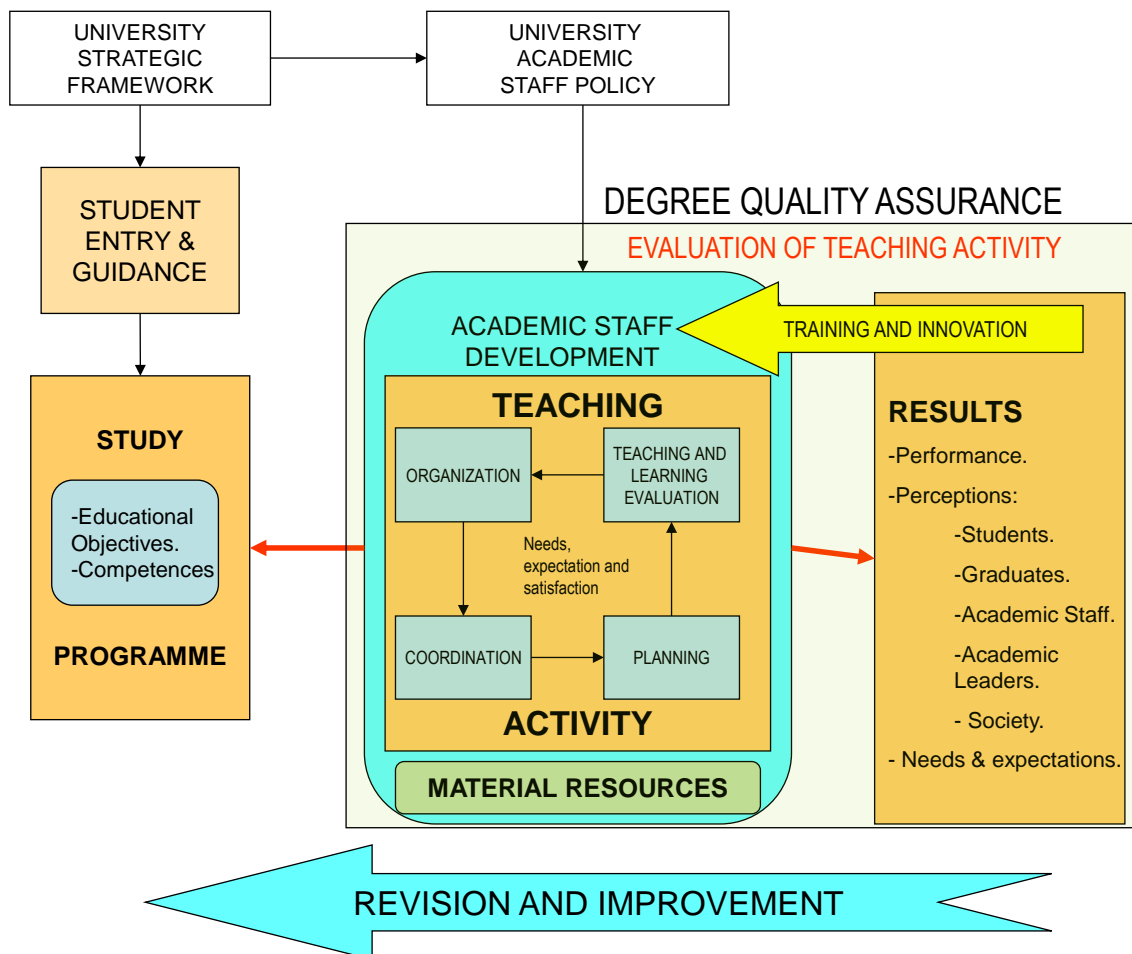 UNIVERSITY
STRATEGIC
FRAMEWORK
UNIVERSITY
ACADEMIC
STAFF POLICY
STUDENT
ENTRY &
GUIDANCE
DEGREE QUALITY ASSURANCE
EVALUATION OF TEACHING ACTIVITY
ACADEMIC STAFF
DEVELOPMENT
TRAINING AND INNOVATION
TEACHING
ORGANIZATION
TEACHING AND
LEARNING
EVALUATION
Needs,
expectation and
satisfaction
COORDINATION
PLANNING
ACTIVITY
MATERIAL RESOURCES
STUDY
-Educational
Objectives.
-Competences
PROGRAMME
RESULTS
-Performance.
-Perceptions:
-Students.
-Graduates.
-Academic Staff.
-Academic
Leaders.
- Society.
- Needs & expectations.
REVISION AND IMPROVEMENT